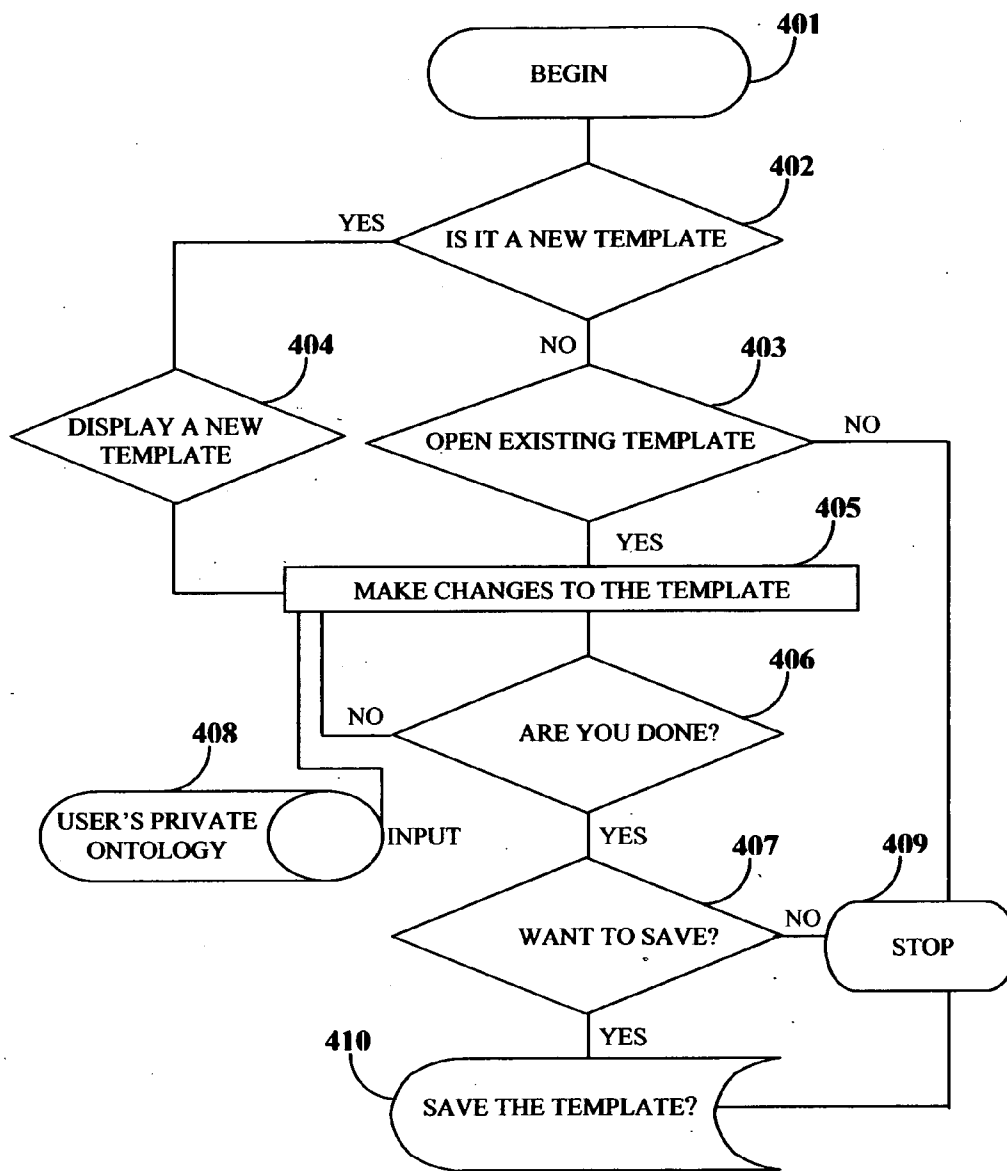 401
BEGIN
402
YES
IS IT A NEW TEMPLATE
404
NO
403
DISPLAY A NEW
TEMPLATE
OPEN EXISTING TEMPLATE
NO
405
YES
MAKE CHANGES TO THE TEMPLATE
406
NO
ARE YOU DONE?
408
USER'S PRIVATE
ONTOLOGY
INPUT
YES
407
409
WANT TO SAVE?
NO
STOP
YES
410
SAVE THE TEMPLATE?